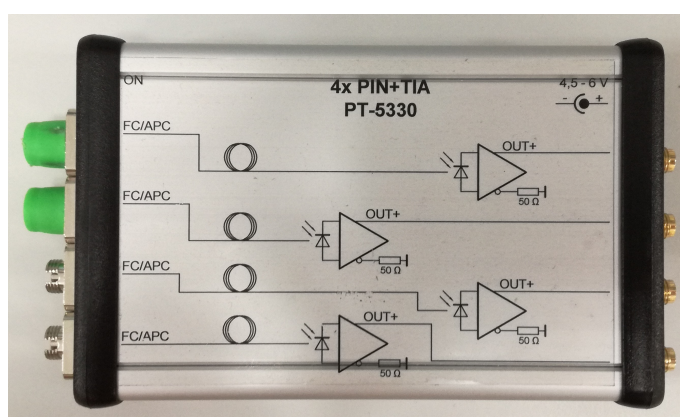 ON
4x PIN+TIA
PT-5330
4,5 - 6 V
- +
FC/APC
OUT+
50 Ω
FC/APC
OUT+
50 Ω
FC/APC
OUT+
50 Ω
FC/APC
OUT+
50 Ω